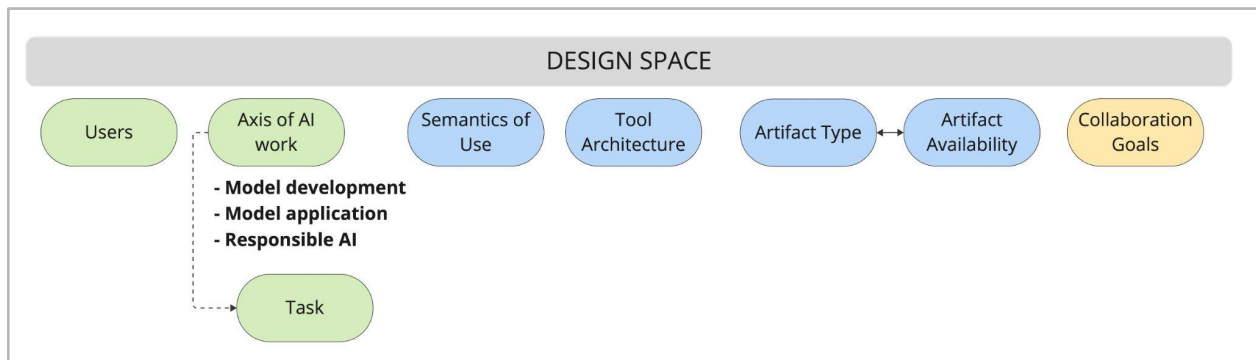 DESIGN SPACE
Users
Axis of AI
work
Semantics of
Use
Tool
Architecture
Artifact Type
Artifact
Availability
Collaboration
Goals
- Model development
- Model application
- Responsible AI
Task